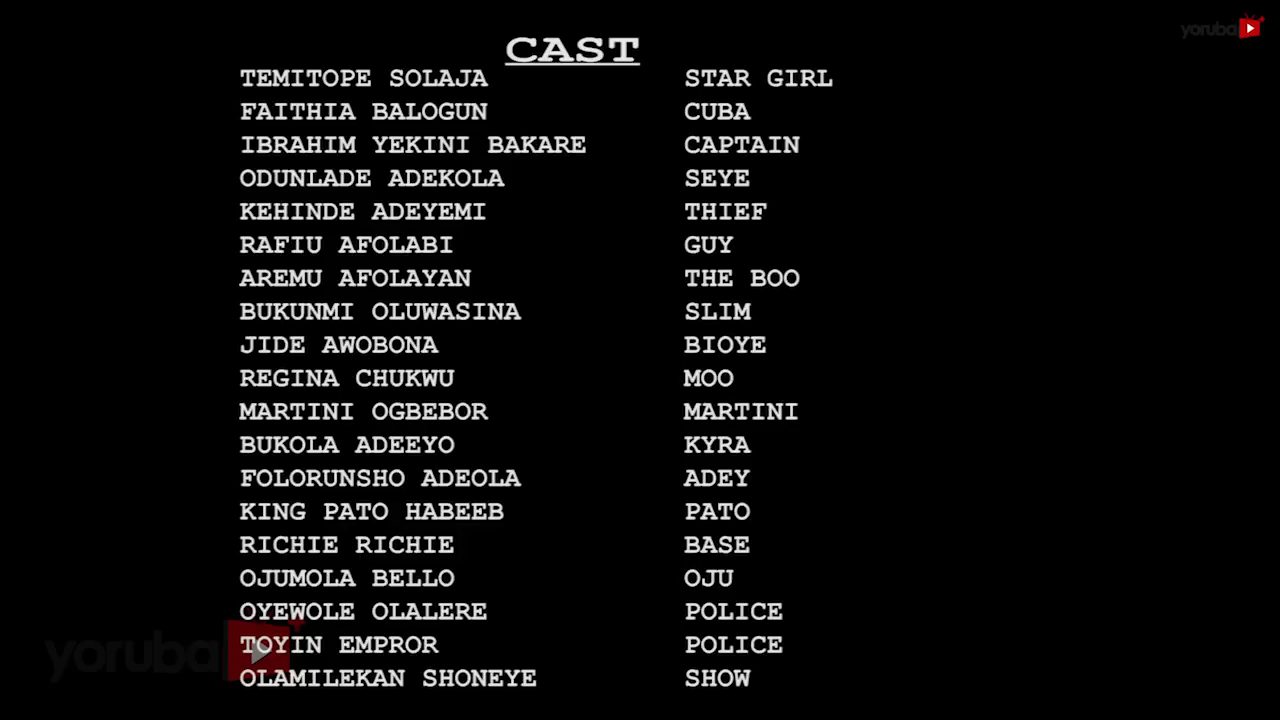 yoruba
CAST
TEMITOPE SOLAJA STAR GIRL
FAITHIA BALOGUN CUBA
IBRAHIM YEKINI BAKARE CAPTAIN
ODUNLADE ADEKOLA SEYE
KEHINDE ADEYEMI THIEF
RAFIU AFOLABI GUY
AREMU AFOLAYAN THE BOO
BUKUNMI OLUWASINA SLIM
JIDE AWOBONA BIOYE
REGINA CHUKWU MOO
MARTINI OGBEBOR MARTINI
BUKOLA ADEEYO KYRA
FOLORUNSHO ADEOLA ADEY
KING PATO HABEEB PATO
RICHIE RICHIE BASE
OJUMOLA BELLO OJU
OYEWOLE OLALERE POLICE
TOYIN EMPROR POLICE
yoruba
OLAMILEKAN SHONEYE SHOW